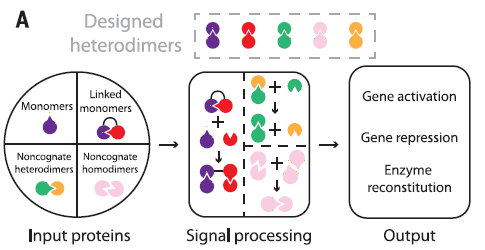 A
Designed
heterodimers
Monomers
Linked
monomers
Noncognate
heterodimers
Noncognate
homodimers
Gene activation
Gene repression
Enzyme
reconstitution
Input proteins
Signal processing
Output